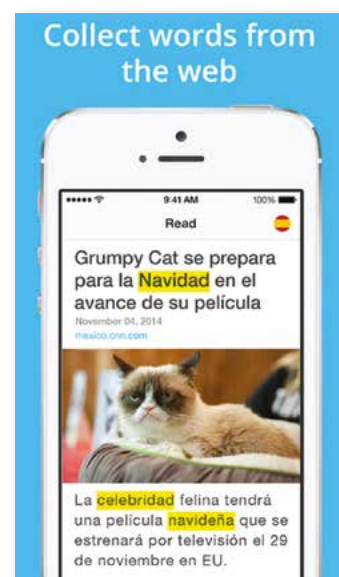 Collect words from
the web
9:41 AM
100%
Read
Grumpy Cat se prepara
para la Navidad en el
avance de su película
November 04, 2014
mexico.cnn.com
La celebridad felina tendrá
una película navideña que se
estrenará por televisión el 29
de noviembre en EU.